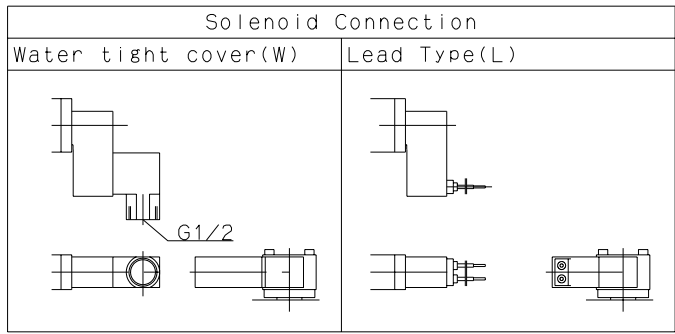 Solenoid Connection
Water tight cover(W)
Lead Type(L)
G1/2